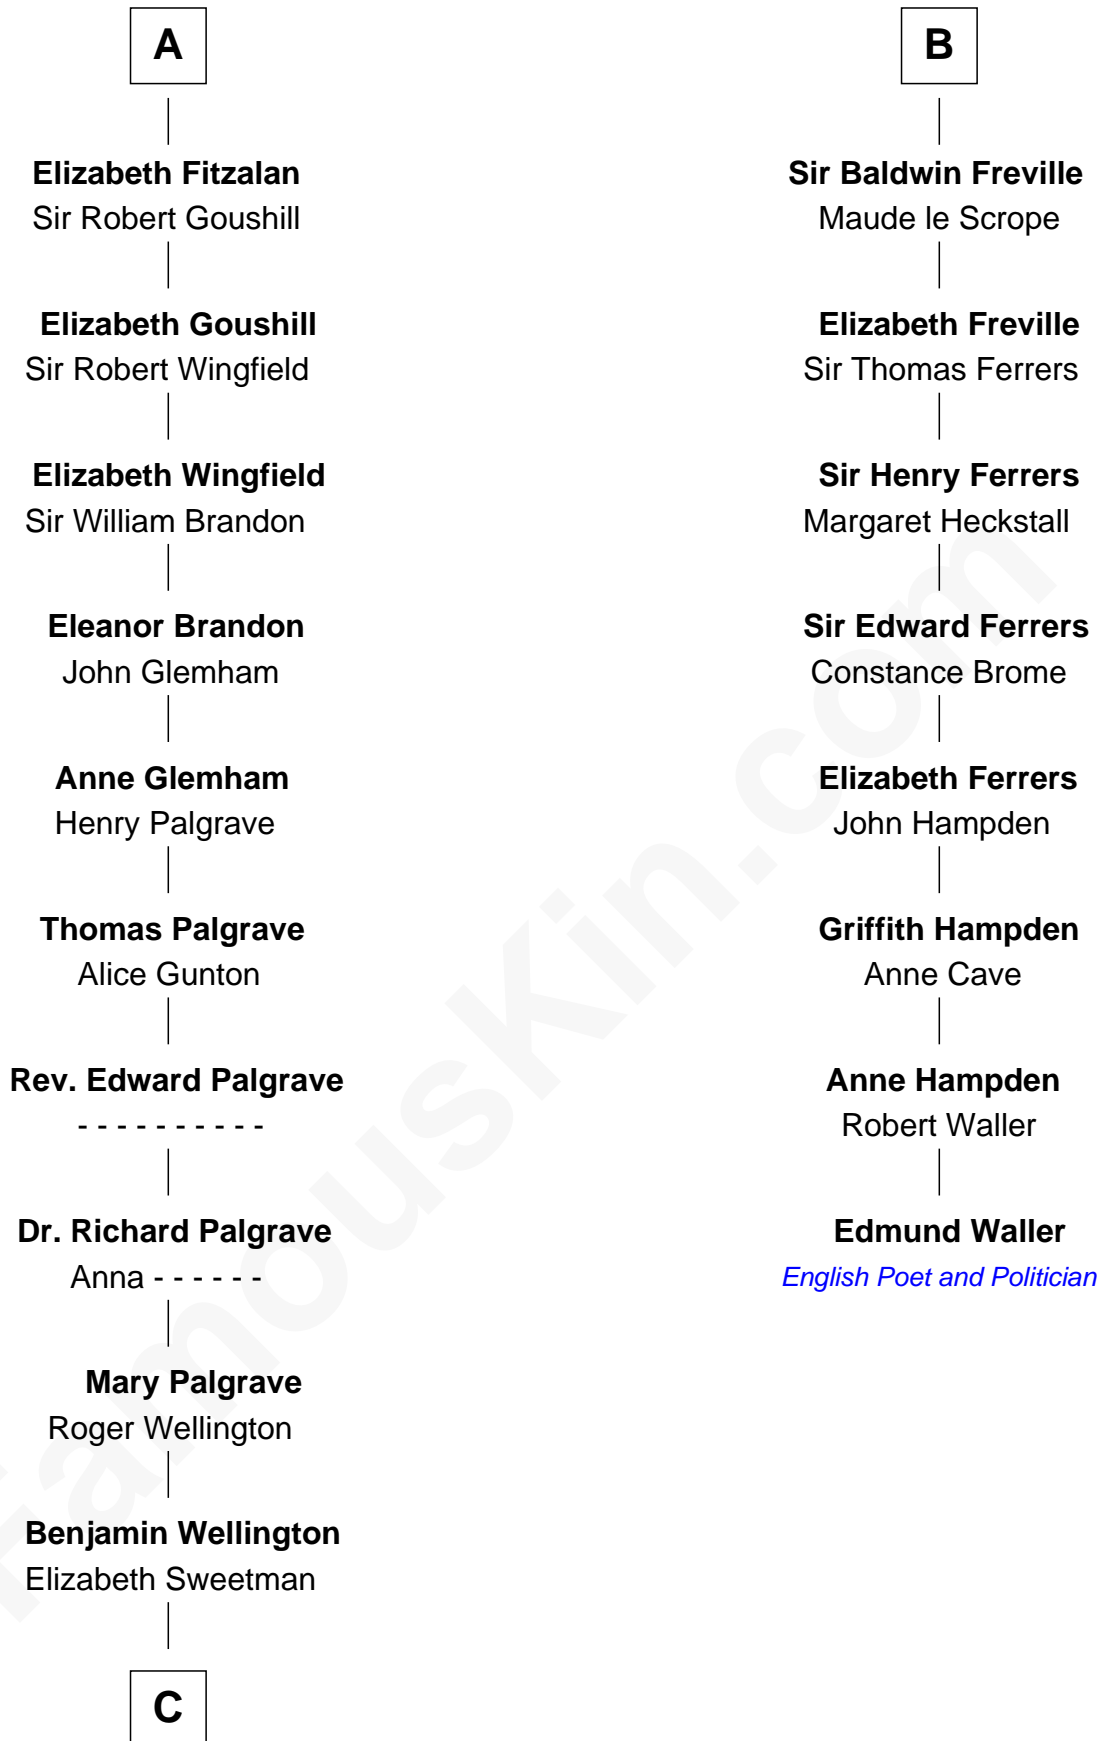 A
Elizabeth Fitzalan
Sir Robert Goushill
Elizabeth Goushill
Sir Robert Wingfield
Elizabeth Wingfield
Sir William Brandon
Eleanor Brandon
John Glemham
Anne Glemham
Henry Palgrave
Thomas Palgrave
Alice Gunton
Rev. Edward Palgrave
- - - - - - - - - -
Dr. Richard Palgrave
Anna - - - - - -
Mary Palgrave
Roger Wellington
Benjamin Wellington
Elizabeth Sweetman
C
B
Sir Baldwin Freville
Maude le Scrope
Elizabeth Freville
Sir Thomas Ferrers
Sir Henry Ferrers
Margaret Heckstall
Sir Edward Ferrers
Constance Brome
Elizabeth Ferrers
John Hampden
Griffith Hampden
Anne Cave
Anne Hampden
Robert Waller
Edmund Waller
English Poet and Politician
FamousKin.com